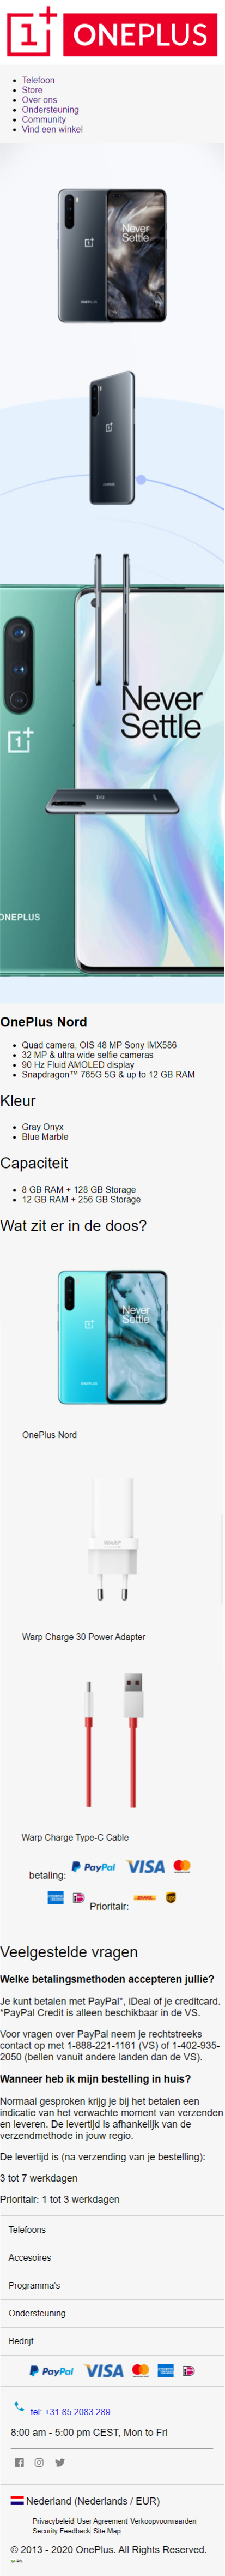 ONEPLUS
Telefoon
Store
Over ons
Ondersteuning
Community
Vind een winkel
Never
Settle
Never
Settle
ONEPLUS
OnePlus Nord
Quad camera, OIS 48 MP Sony IMX586
32 MP & ultra wide selfie cameras
90 Hz Fluid AMOLED display
Snapdragon™ 765G 5G & up to 12 GB RAM
Kleur
Gray Onyx
Blue Marble
Capaciteit
8 GB RAM + 128 GB Storage
12 GB RAM + 256 GB Storage
Wat zit er in de doos?
Never
Settle
OnePlus Nord
WARP
Warp Charge 30 Power Adapter
Warp Charge Type-C Cable
betaling: PayPal VISA
Prioritair: DHL
Veelgestelde vragen
Welke betalingsmethoden accepteren jullie?
Je kunt betalen met PayPal*, iDeal of je creditcard.
*PayPal Credit is alleen beschikbaar in de VS.
Voor vragen over PayPal neem je rechtstreeks
contact op met 1-888-221-1161 (VS) of 1-402-935-
2050 (bellen vanuit andere landen dan de VS).
Wanneer heb ik mijn bestelling in huis?
Normaal gesproken krijg je bij het betalen een
indicatie van het verwachte moment van verzenden
en leveren. De levertijd is afhankelijk van de
verzendmethode in jouw regio.
De levertijd is (na verzending van je bestelling):
3 tot 7 werkdagen
Prioritair: 1 tot 3 werkdagen
Telefoons
Accesoires
Programma's
Ondersteuning
Bedrijf
PayPal VISA
tel: +31 85 2083 289
8:00 am - 5:00 pm CEST, Mon to Fri
Nederland (Nederlands / EUR)
Privacybeleid User Agreement Verkoopvoorwaarden
Security Feedback Site Map
© 2013 - 2020 OnePlus. All Rights Reserved.